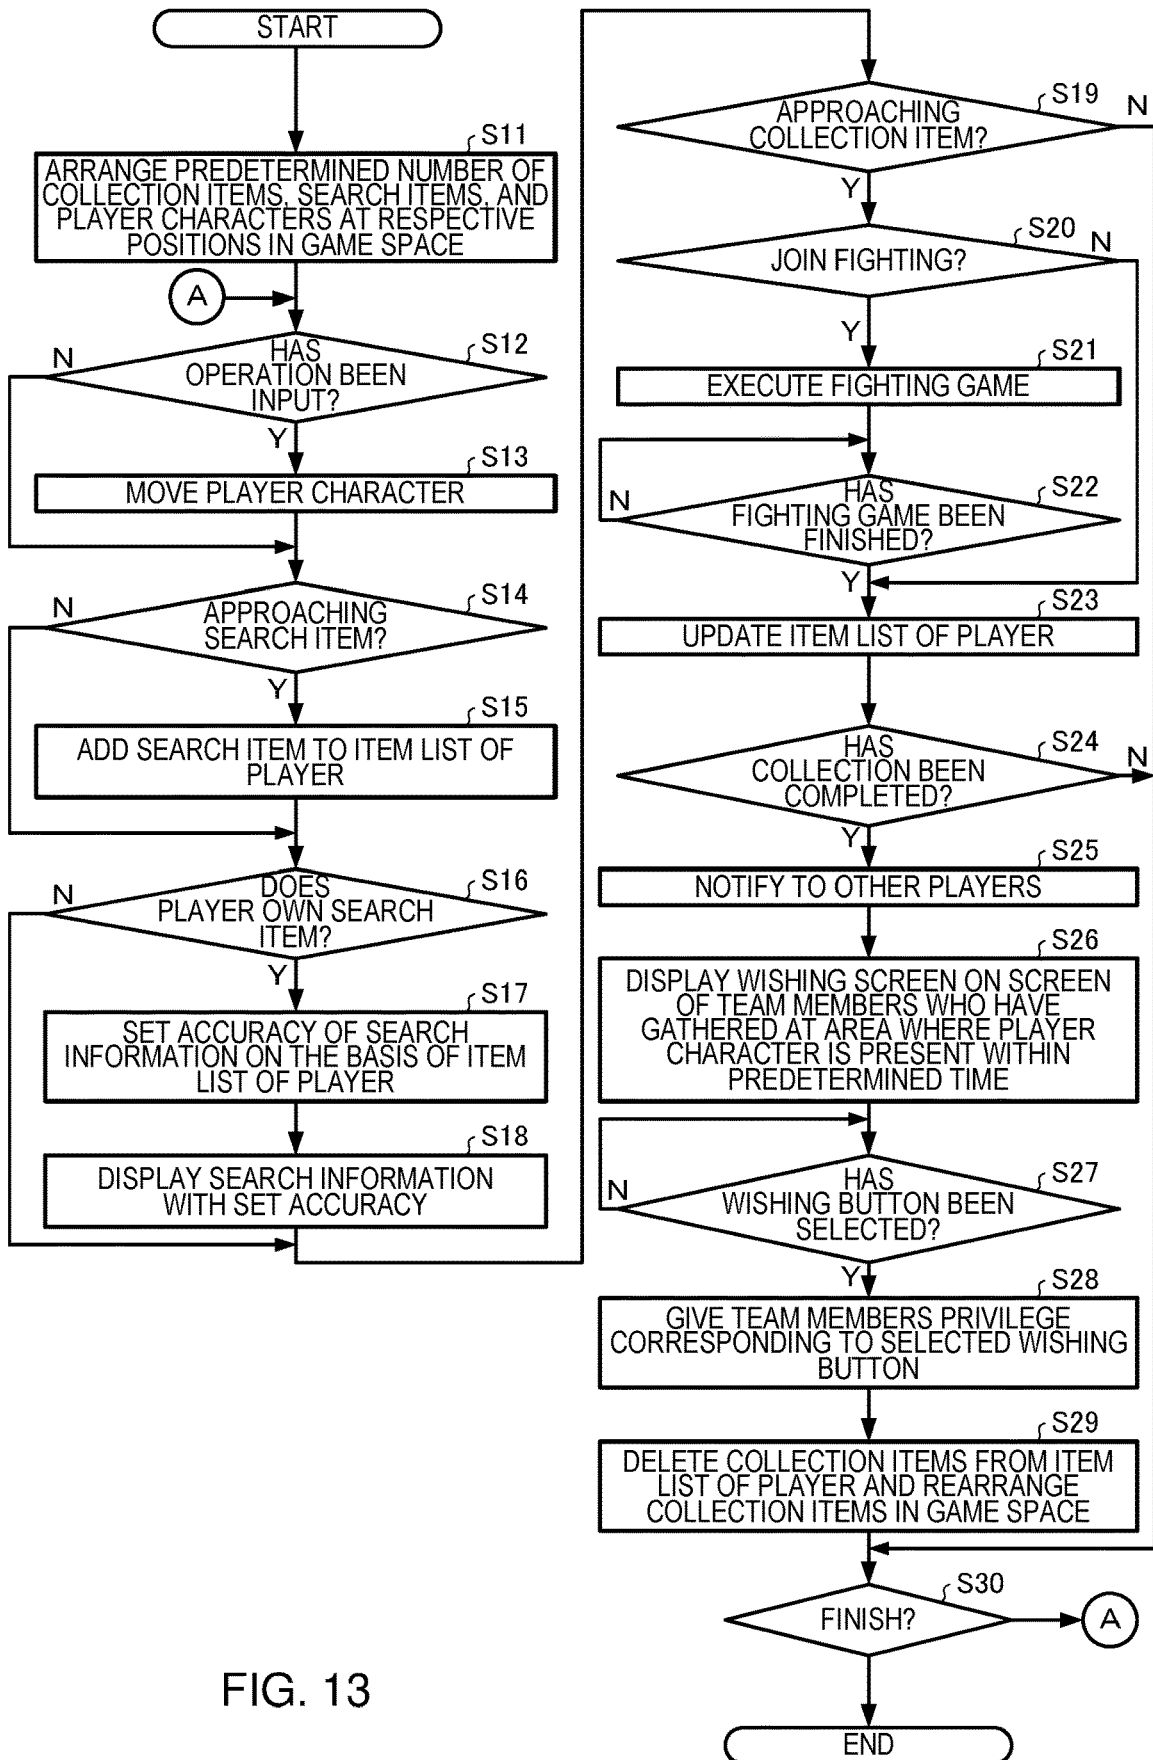 START
S11
ARRANGE PREDETERMINED NUMBER OF
COLLECTION ITEMS, SEARCH ITEMS, AND
PLAYER CHARACTERS AT RESPECTIVE
POSITIONS IN GAME SPACE
A
S12
N
HAS
OPERATION BEEN
INPUT?
Y
S13
MOVE PLAYER CHARACTER
S14
N
APPROACHING
SEARCH ITEM?
Y
S15
ADD SEARCH ITEM TO ITEM LIST OF
PLAYER
S16
N
DOES
PLAYER OWN SEARCH
ITEM?
Y
S17
SET ACCURACY OF SEARCH
INFORMATION ON THE BASIS OF ITEM
LIST OF PLAYER
S18
DISPLAY SEARCH INFORMATION
WITH SET ACCURACY
S19
N
APPROACHING
COLLECTION ITEM?
Y
S20
N
JOIN FIGHTING?
Y
S21
EXECUTE FIGHTING GAME
S22
N
HAS
FIGHTING GAME BEEN
FINISHED?
Y
S23
UPDATE ITEM LIST OF PLAYER
S24
N
HAS
COLLECTION BEEN
COMPLETED?
Y
S25
NOTIFY TO OTHER PLAYERS
S26
DISPLAY WISHING SCREEN ON SCREEN
OF TEAM MEMBERS WHO HAVE
GATHERED AT AREA WHERE PLAYER
CHARACTER IS PRESENT WITHIN
PREDETERMINED TIME
S27
N
HAS
WISHING BUTTON BEEN
SELECTED?
Y
S28
GIVE TEAM MEMBERS PRIVILEGE
CORRESPONDING TO SELECTED WISHING
BUTTON
S29
DELETE COLLECTION ITEMS FROM ITEM
LIST OF PLAYER AND REARRANGE
COLLECTION ITEMS IN GAME SPACE
S30
FINISH?
A
END
FIG. 13